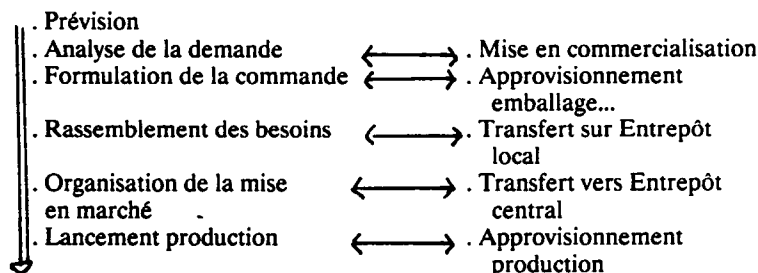 . Prévision
. Analyse de la demande . Mise en commercialisation
. Formulation de la commande . Approvisionnement
emballage...
. Rassemblement des besoins . Transfert sur Entrepôt
local
. Organisation de la mise . Transfert vers Entrepôt
en marché central
. Lancement production . Approvisionnement
production